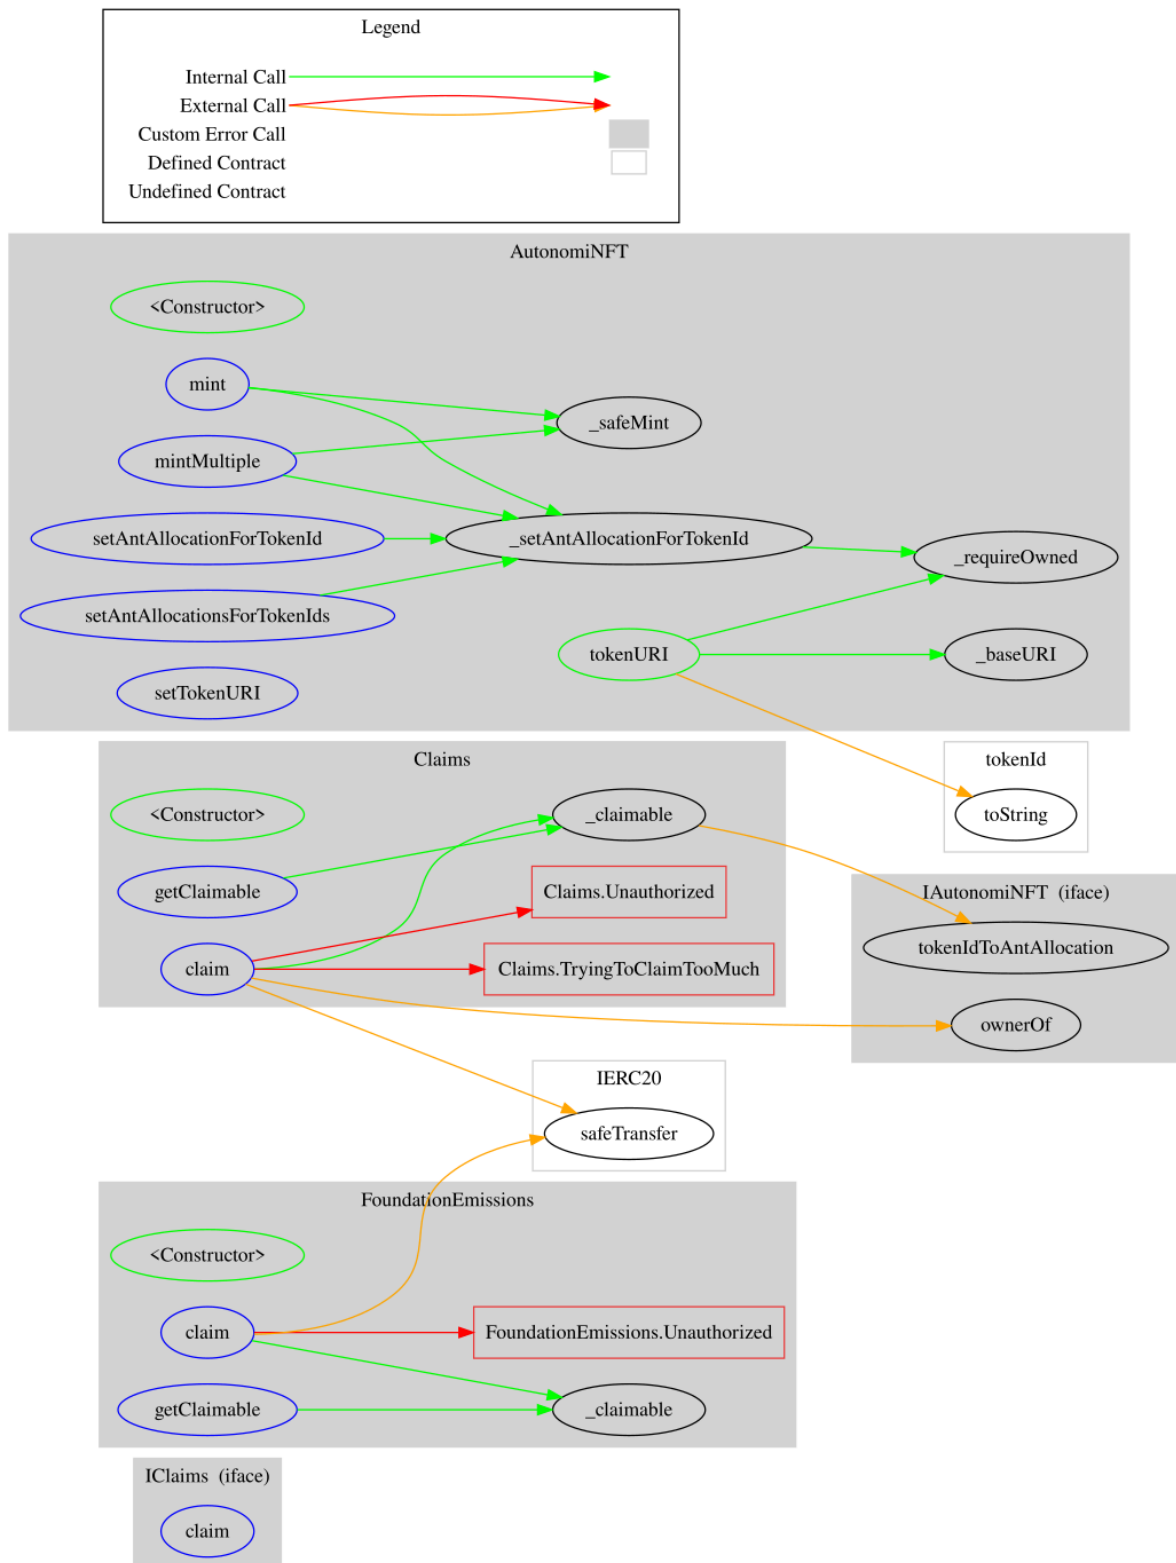 Legend
Internal Call
External Call
Custom Error Call
Defined Contract
Undefined Contract
AutonomiNFT
<Constructor>
mint
_safeMint
mintMultiple
setAntAllocationForTokenId
_setAntAllocationForTokenId
_requireOwned
setAntAllocationsForTokenIds
tokenURI
_baseURI
setTokenURI
Claims
tokenId
<Constructor>
_claimable
toString
getClaimable
Claims.Unauthorized
IAutonomiNFT (iface)
tokenIdToAntAllocation
claim
Claims.TryingToClaimTooMuch
ownerOf
IERC20
safeTransfer
FoundationEmissions
<Constructor>
claim
FoundationEmissions.Unauthorized
getClaimable
_claimable
IClaims (iface)
claim